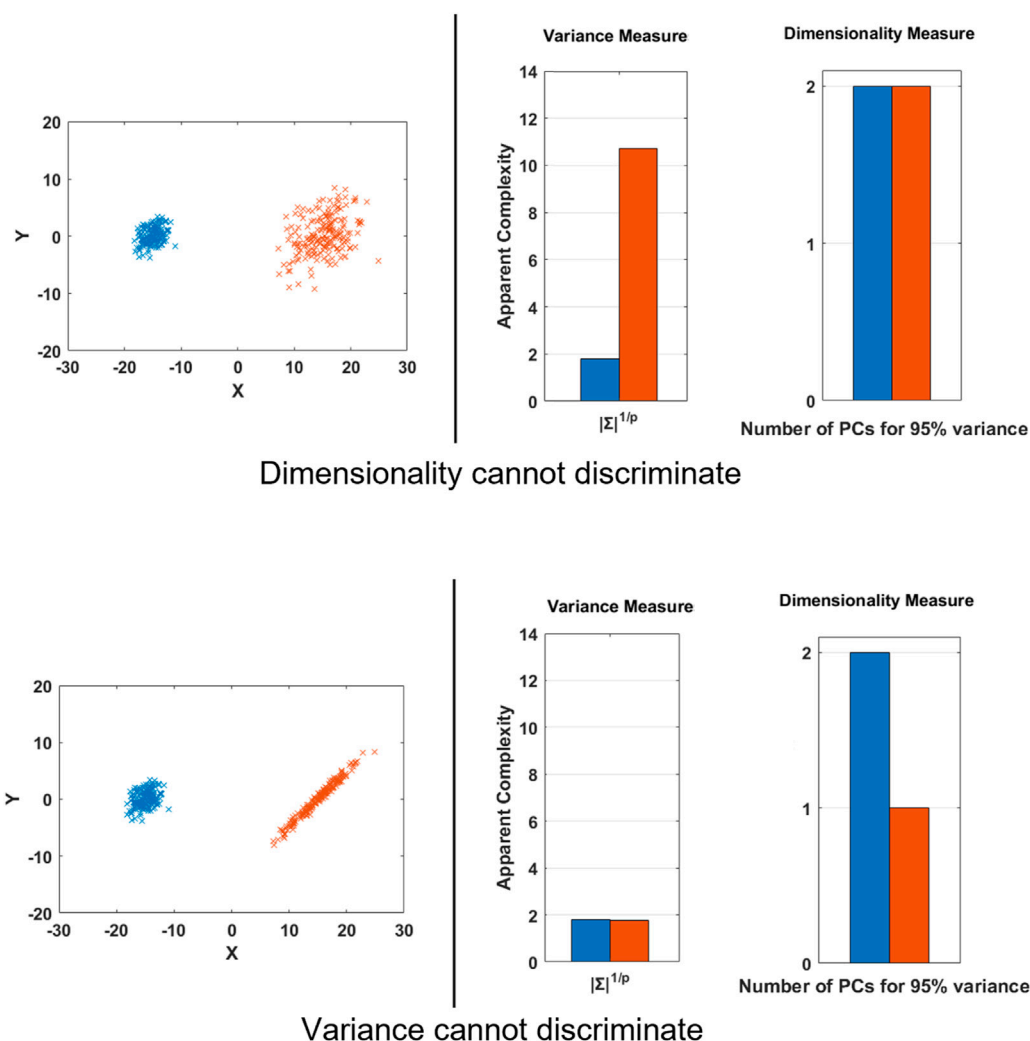 Variance Measure
Dimensionality Measure
14
12
10
8
6
4
2
0
Apparent Complexity
|Σ|^1/p
2
1
0
Number of PCs for 95% variance
20
10
0
-10
-20
Y
-30 -20 -10 0 10 20 30
X
Dimensionality cannot discriminate
Variance Measure
Dimensionality Measure
14
12
10
8
6
4
2
0
Apparent Complexity
|Σ|^1/p
2
1
0
Number of PCs for 95% variance
20
10
0
-10
-20
Y
-30 -20 -10 0 10 20 30
X
Variance cannot discriminate